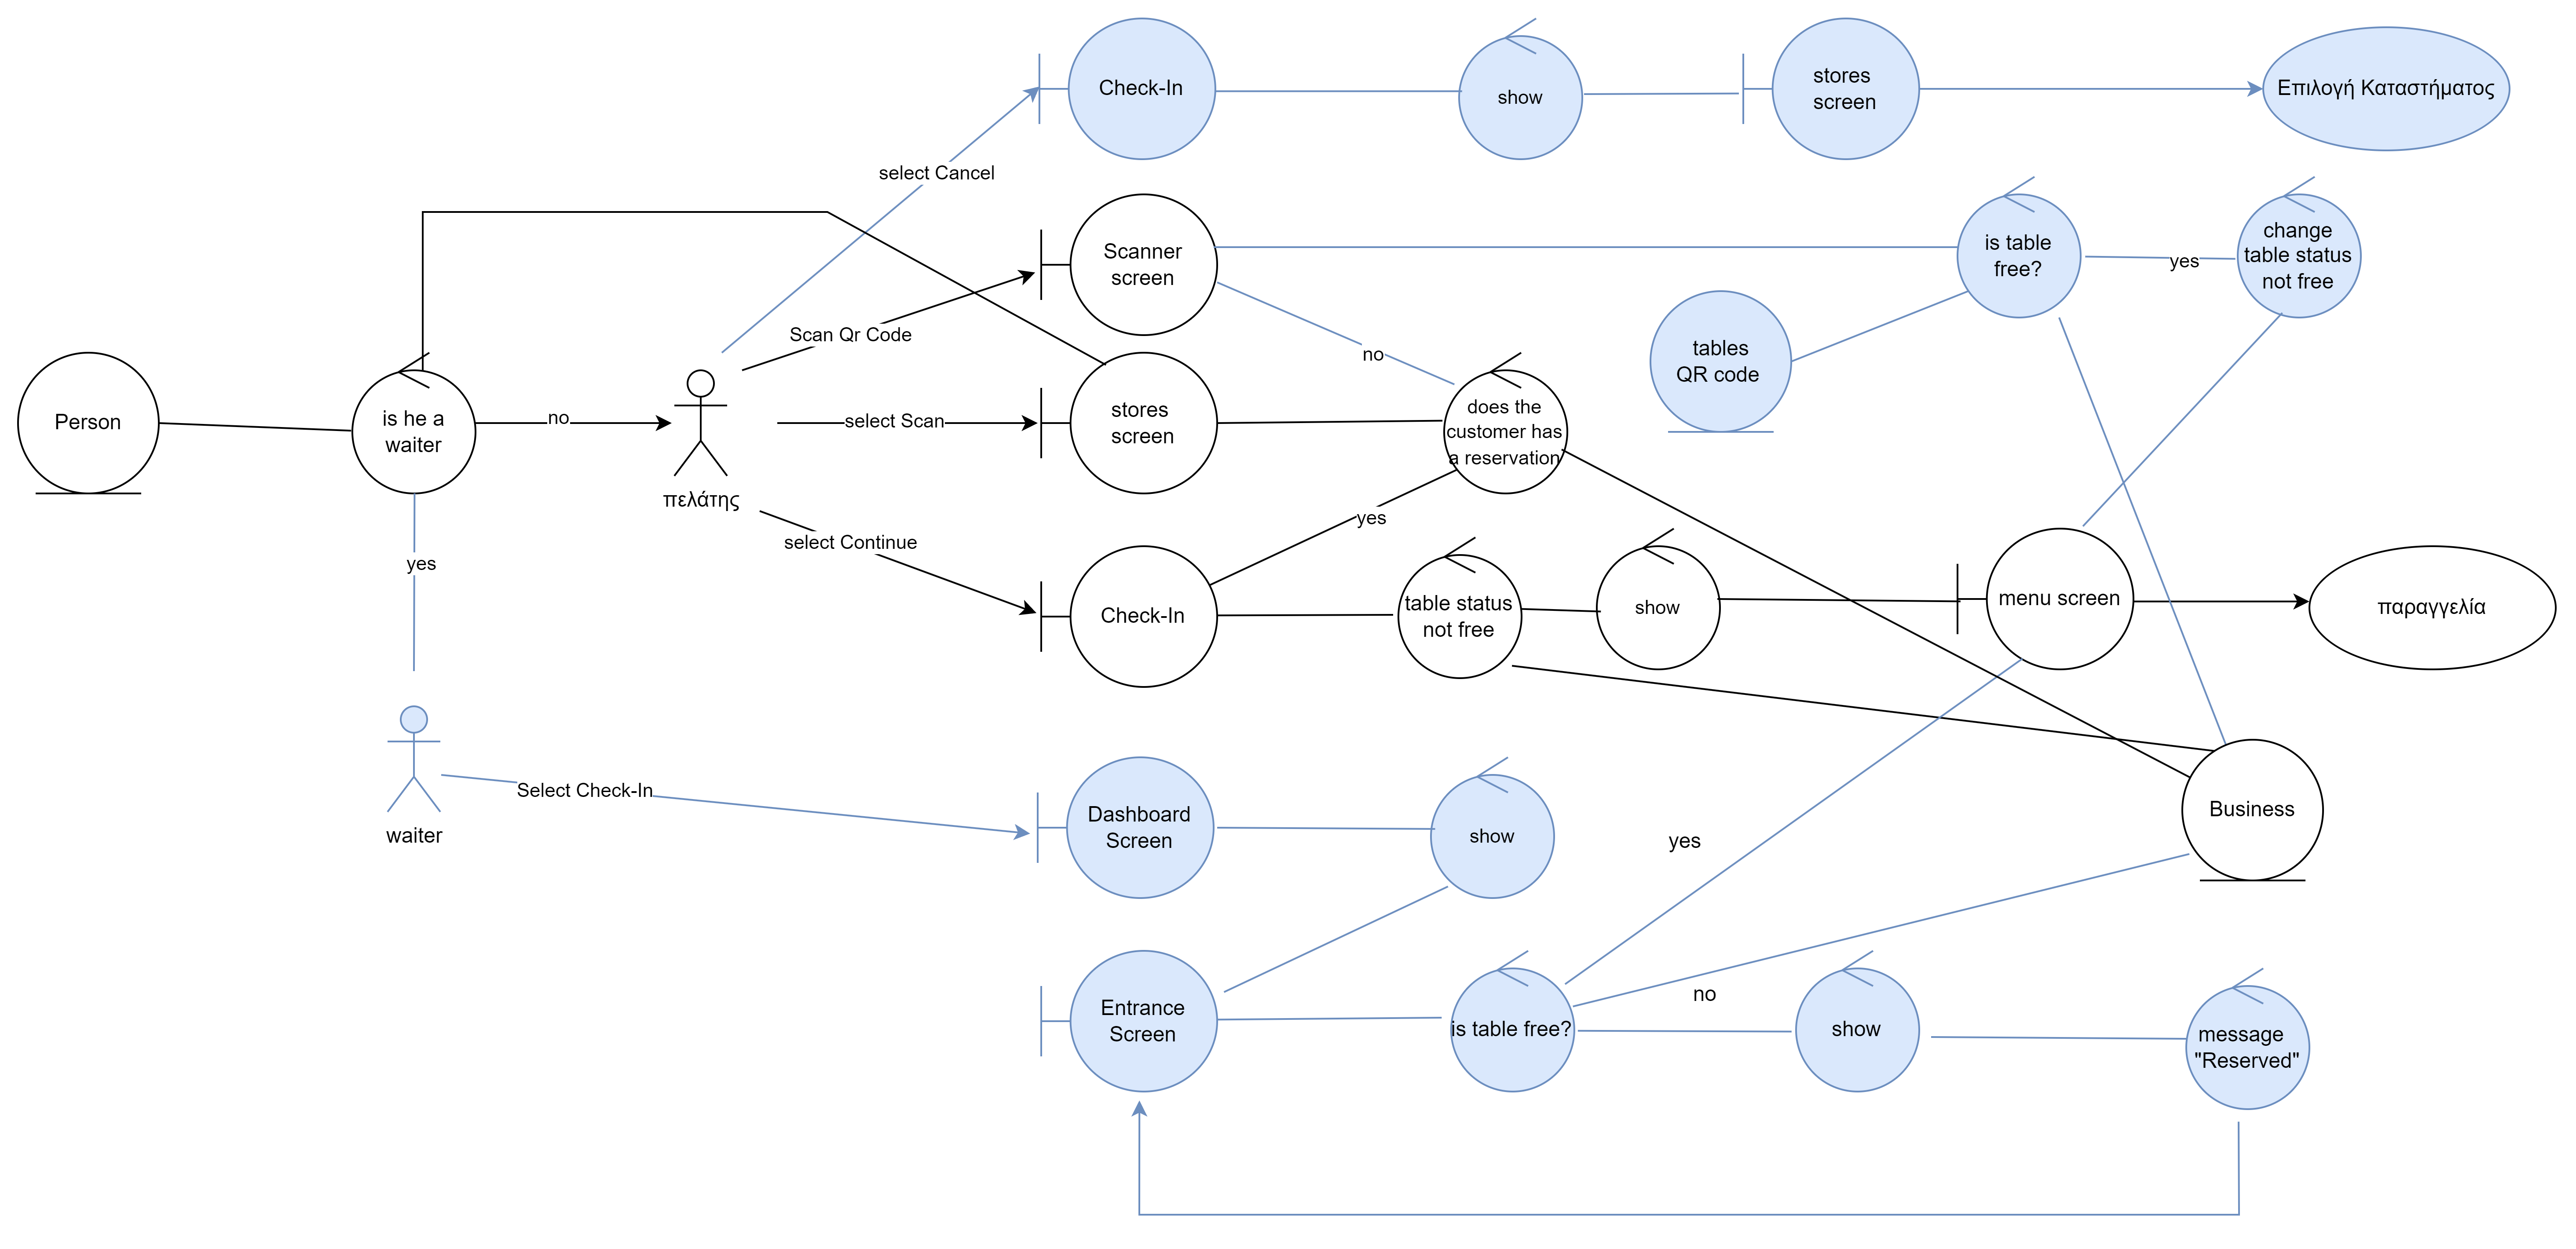 Check-In
show
stores
screen
Επιλογή Καταστήματος
select Cancel
Scanner
screen
is table
free?
yes
change
table status
not free
Scan Qr Code
no
tables
QR code
Person
is he a
waiter
no
πελάτης
select Scan
stores
screen
does the
customer has
a reservation
yes
select Continue
Check-In
table status
not free
show
menu screen
παραγγελία
yes
waiter
Select Check-In
Dashboard
Screen
show
yes
Business
Entrance
Screen
is table free?
no
show
message
"Reserved"